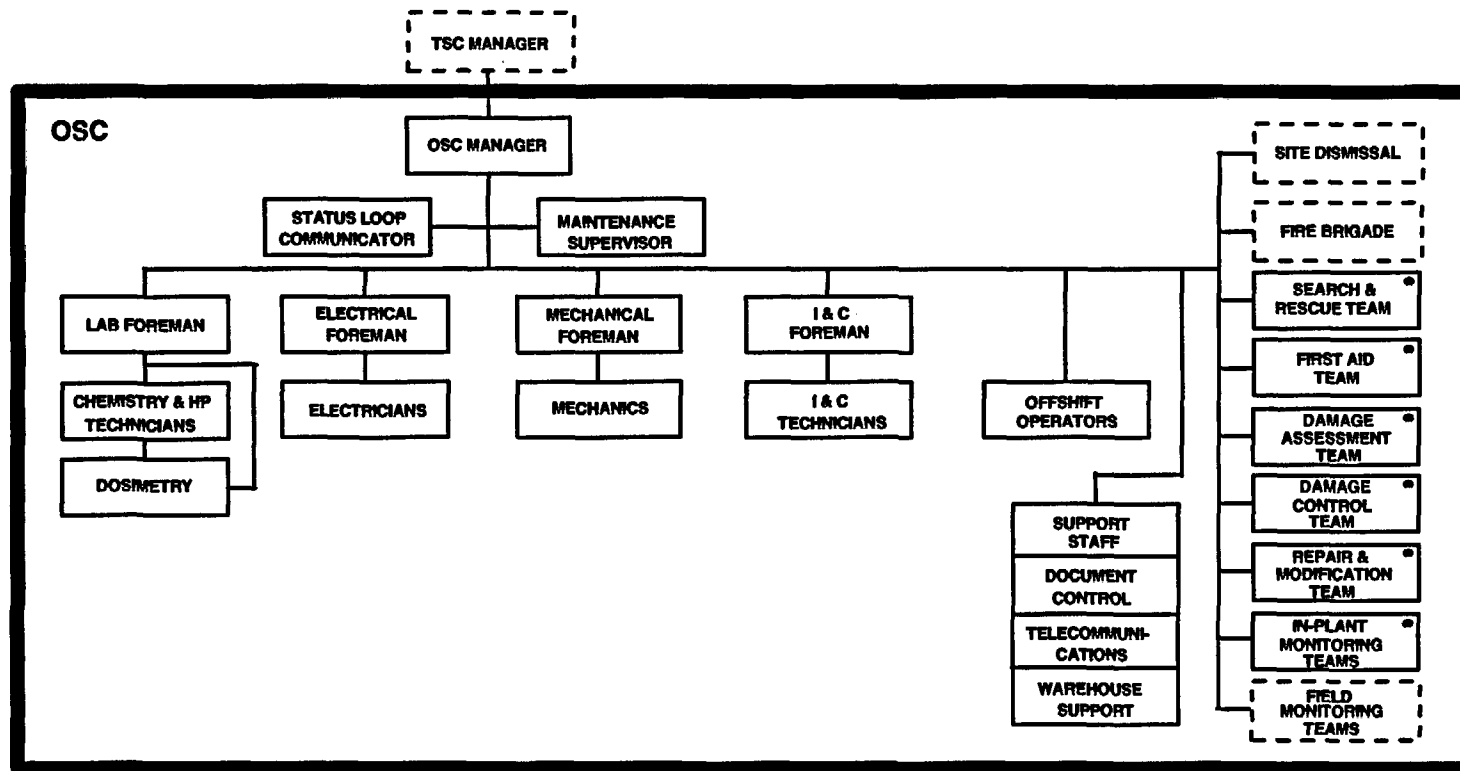 TSC MANAGER
OSC
OSC MANAGER
STATUS LOOP
COMMUNICATOR
MAINTENANCE
SUPERVISOR
LAB FOREMAN
ELECTRICAL
FOREMAN
MECHANICAL
FOREMAN
I & C
FOREMAN
CHEMISTRY & HP
TECHNICIANS
ELECTRICIANS
MECHANICS
I & C
TECHNICIANS
OFFSHIFT
OPERATORS
DOSIMETRY
SUPPORT
STAFF
DOCUMENT
CONTROL
TELECOMMUNI-
CATIONS
WAREHOUSE
SUPPORT
SITE DISMISSAL
FIRE BRIGADE
SEARCH &
RESCUE TEAM
FIRST AID
TEAM
DAMAGE
ASSESSMENT
TEAM
DAMAGE
CONTROL
TEAM
REPAIR &
MODIFICATION
TEAM
IN-PLANT
MONITORING
TEAMS
FIELD
MONITORING
TEAMS